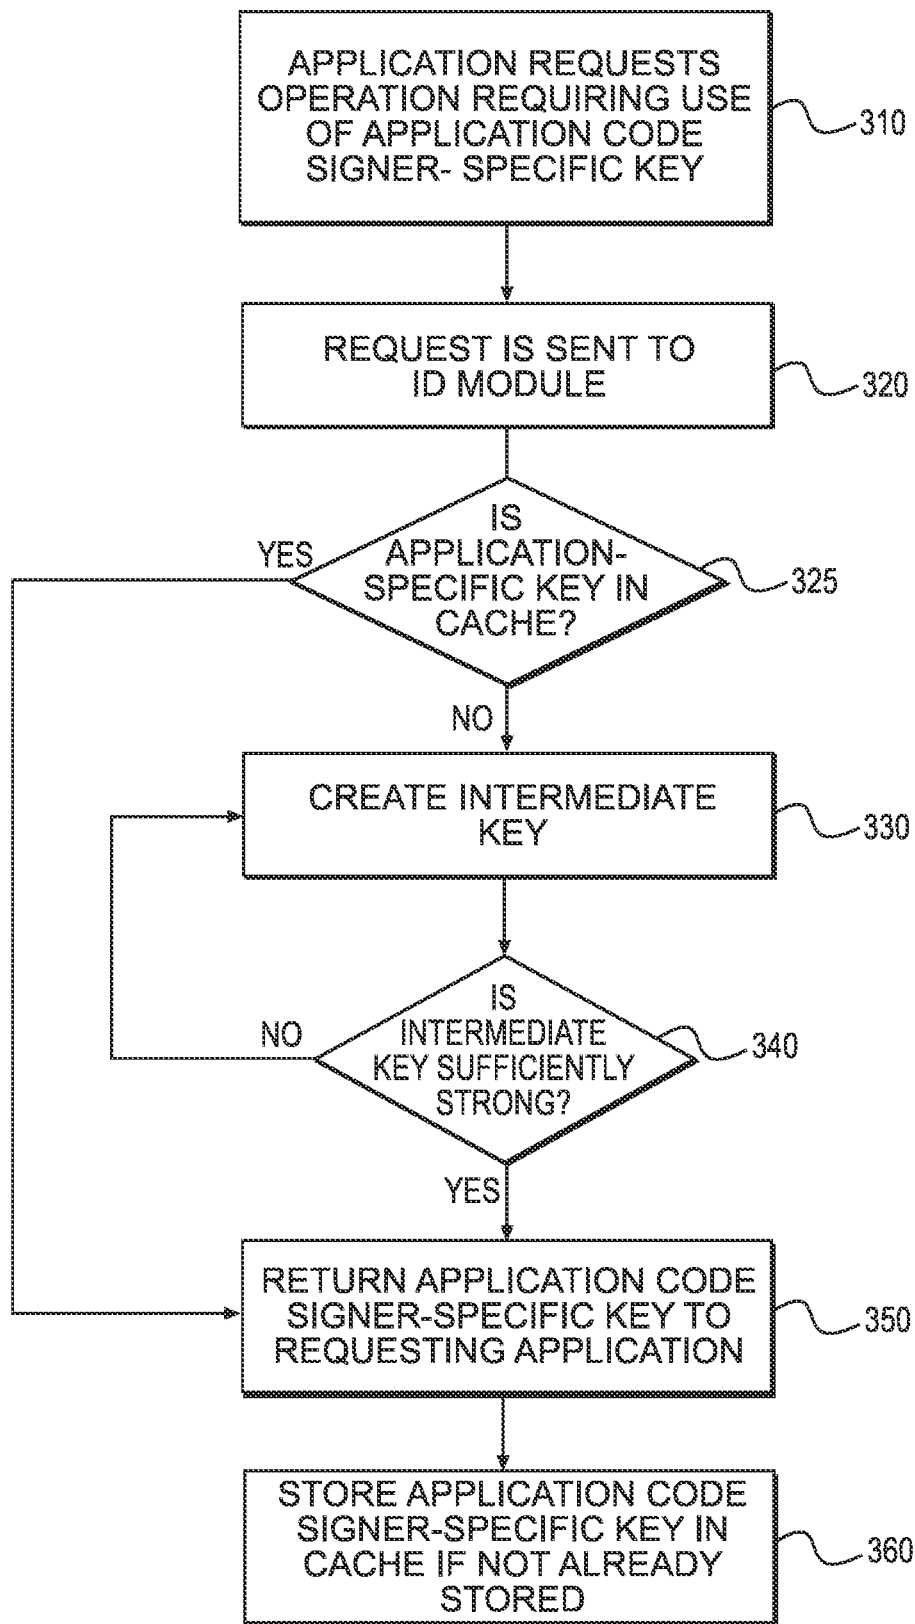 APPLICATION REQUESTS
OPERATION REQUIRING USE
OF APPLICATION CODE
SIGNER- SPECIFIC KEY
310
REQUEST IS SENT TO
ID MODULE
320
IS
APPLICATION-
SPECIFIC KEY IN
CACHE?
YES
325
NO
CREATE INTERMEDIATE
KEY
330
IS
INTERMEDIATE
KEY SUFFICIENTLY
STRONG?
NO
340
YES
RETURN APPLICATION CODE
SIGNER-SPECIFIC KEY TO
REQUESTING APPLICATION
350
STORE APPLICATION CODE
SIGNER-SPECIFIC KEY IN
CACHE IF NOT ALREADY
STORED
360